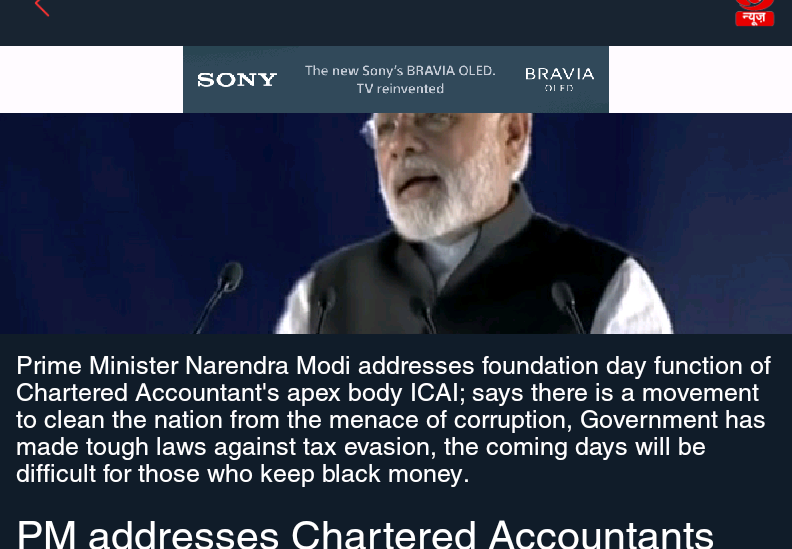 न्यूज़
SONY
The new Sony's BRAVIA OLED.
TV reinvented
BRAVIA
OLED
Prime Minister Narendra Modi addresses foundation day function of
Chartered Accountant's apex body ICAI; says there is a movement
to clean the nation from the menace of corruption, Government has
made tough laws against tax evasion, the coming days will be
difficult for those who keep black money.
PM addresses Chartered Accountants